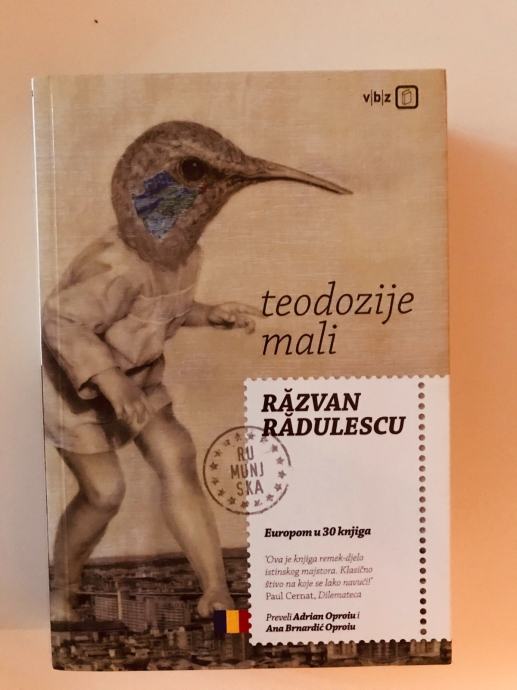 v|b|z
teodozije
mali
RĂZVAN
RĂDULESCU
RU
MUNJ
SKA
Europom u 30 knjiga
'Ova je knjiga remek-djelo
istinskog majstora. Klasično
štivo na koje se lako navući!'
Paul Cernat, Dilemateca
Preveli Adrian Oproiu i
Ana Brnardić Oproiu